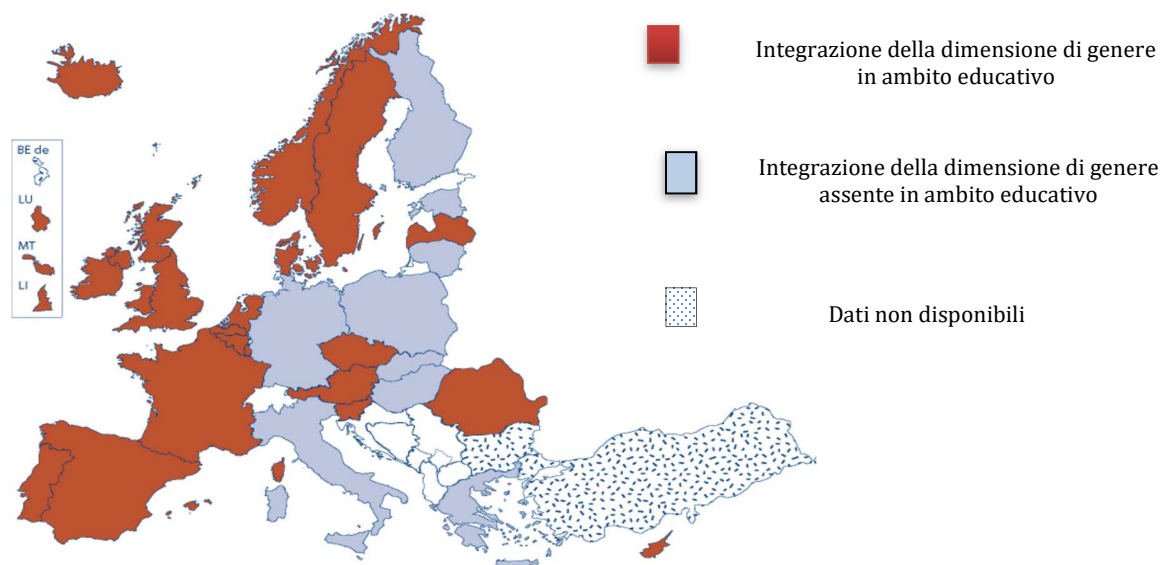 Integrazione della dimensione di genere
in ambito educativo
BE de
LU
MT
LI
Integrazione della dimensione di genere
assente in ambito educativo
Dati non disponibili